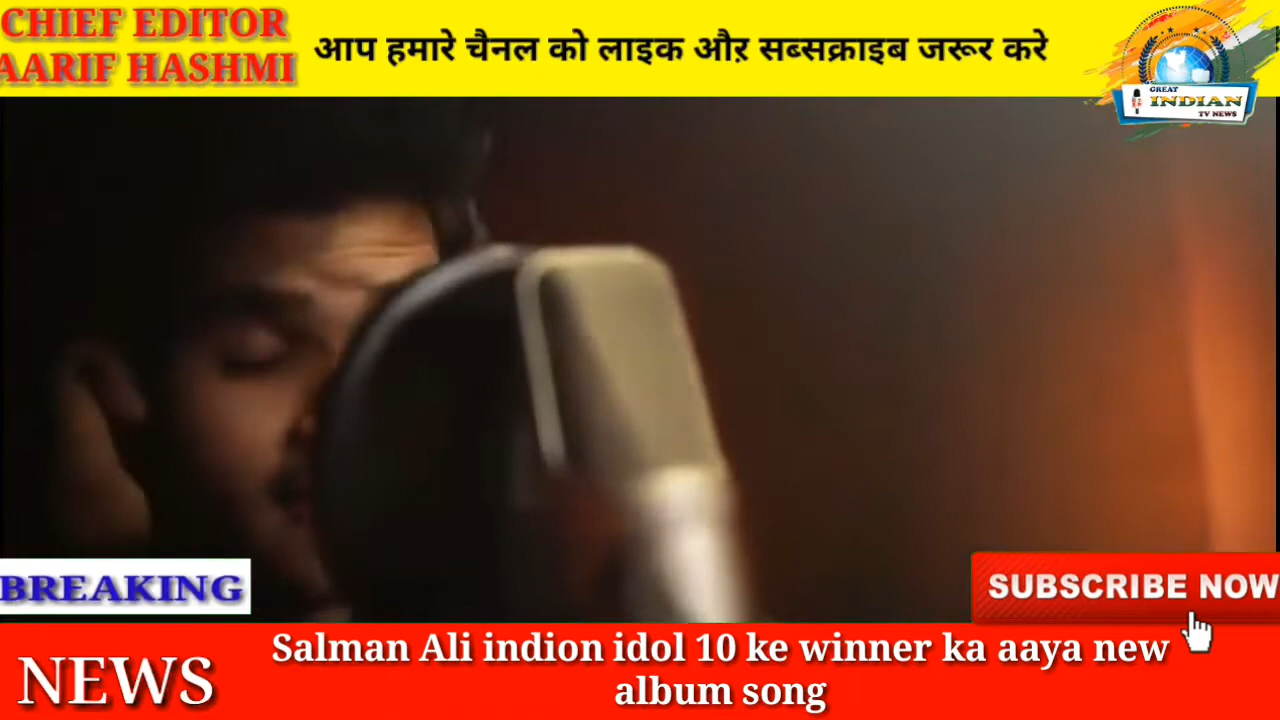 CHIEF EDITOR
AARIF HASHMI
आप हमारे चैनल को लाइक और सब्सक्राइब जरूर करे
GREAT
INDIAN
TV NEWS
BREAKING
SUBSCRIBE NOW
NEWS
Salman Ali indion idol 10 ke winner ka aaya new
album song